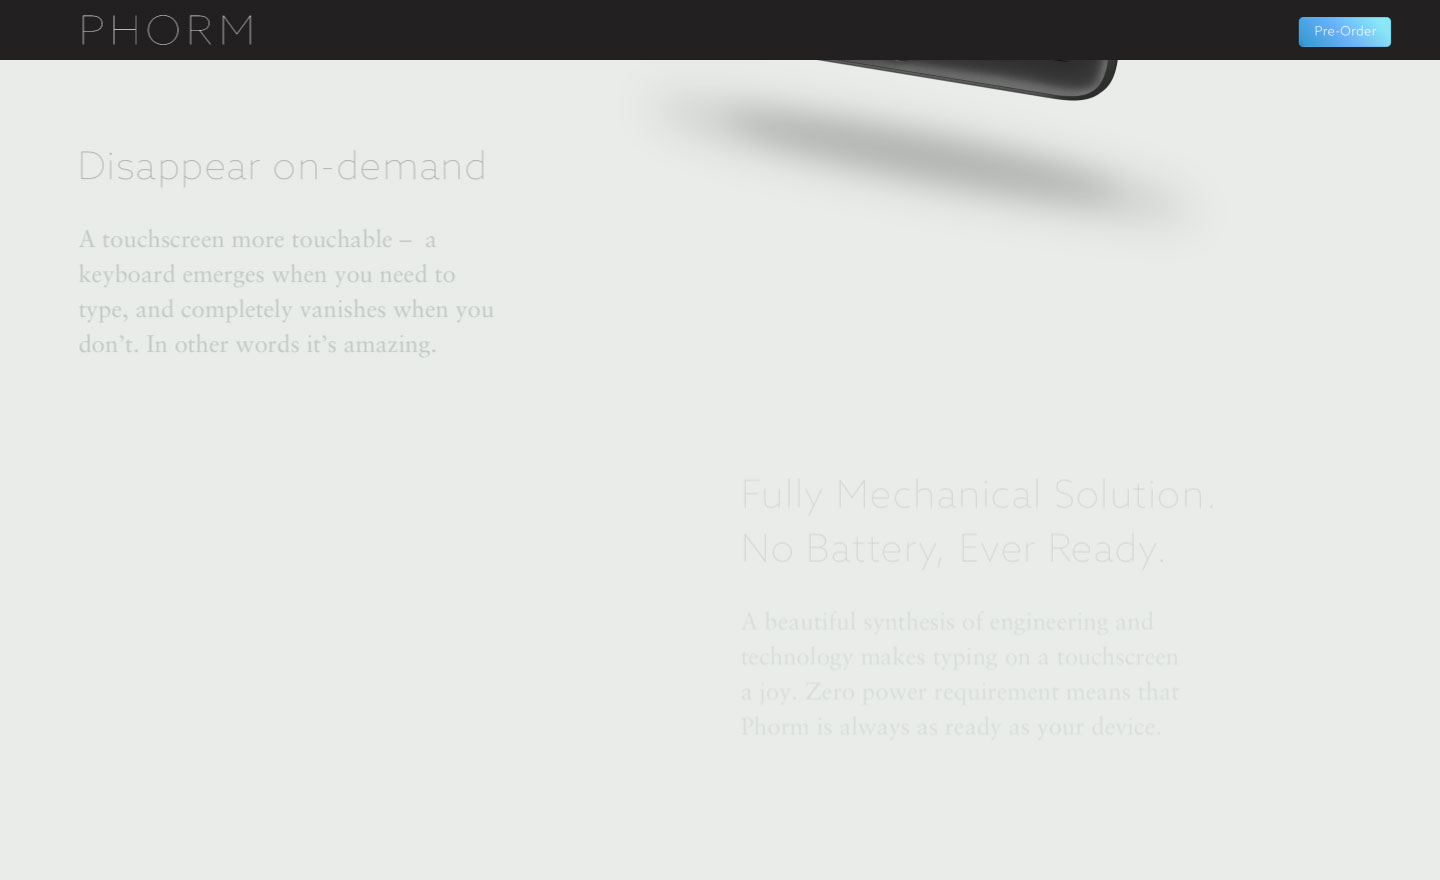 PHORM
Pre-Order
Disappear on-demand
A touchscreen more touchable –  a
keyboard emerges when you need to
type, and completely vanishes when you
don’t. In other words it’s amazing.
Fully Mechanical Solution.
No Battery, Ever Ready.
A beautiful synthesis of engineering and
technology makes typing on a touchscreen
a joy. Zero power requirement means that
Phorm is always as ready as your device.